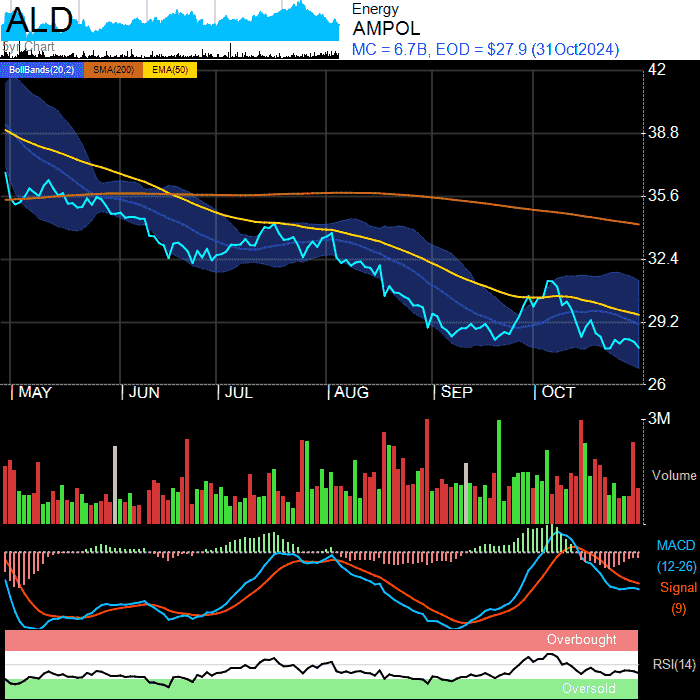 ALD
5yr Chart
Energy
AMPOL
MC = 6.7B, EOD = $27.9 (31Oct2024)
BollBands(20,2) SMA(200) EMA(50)
42
38.8
35.6
32.4
29.2
26
MAY JUN JUL AUG SEP OCT
3M
Volume
MACD
(12-26)
Signal
(9)
Overbought
RSI(14)
Oversold